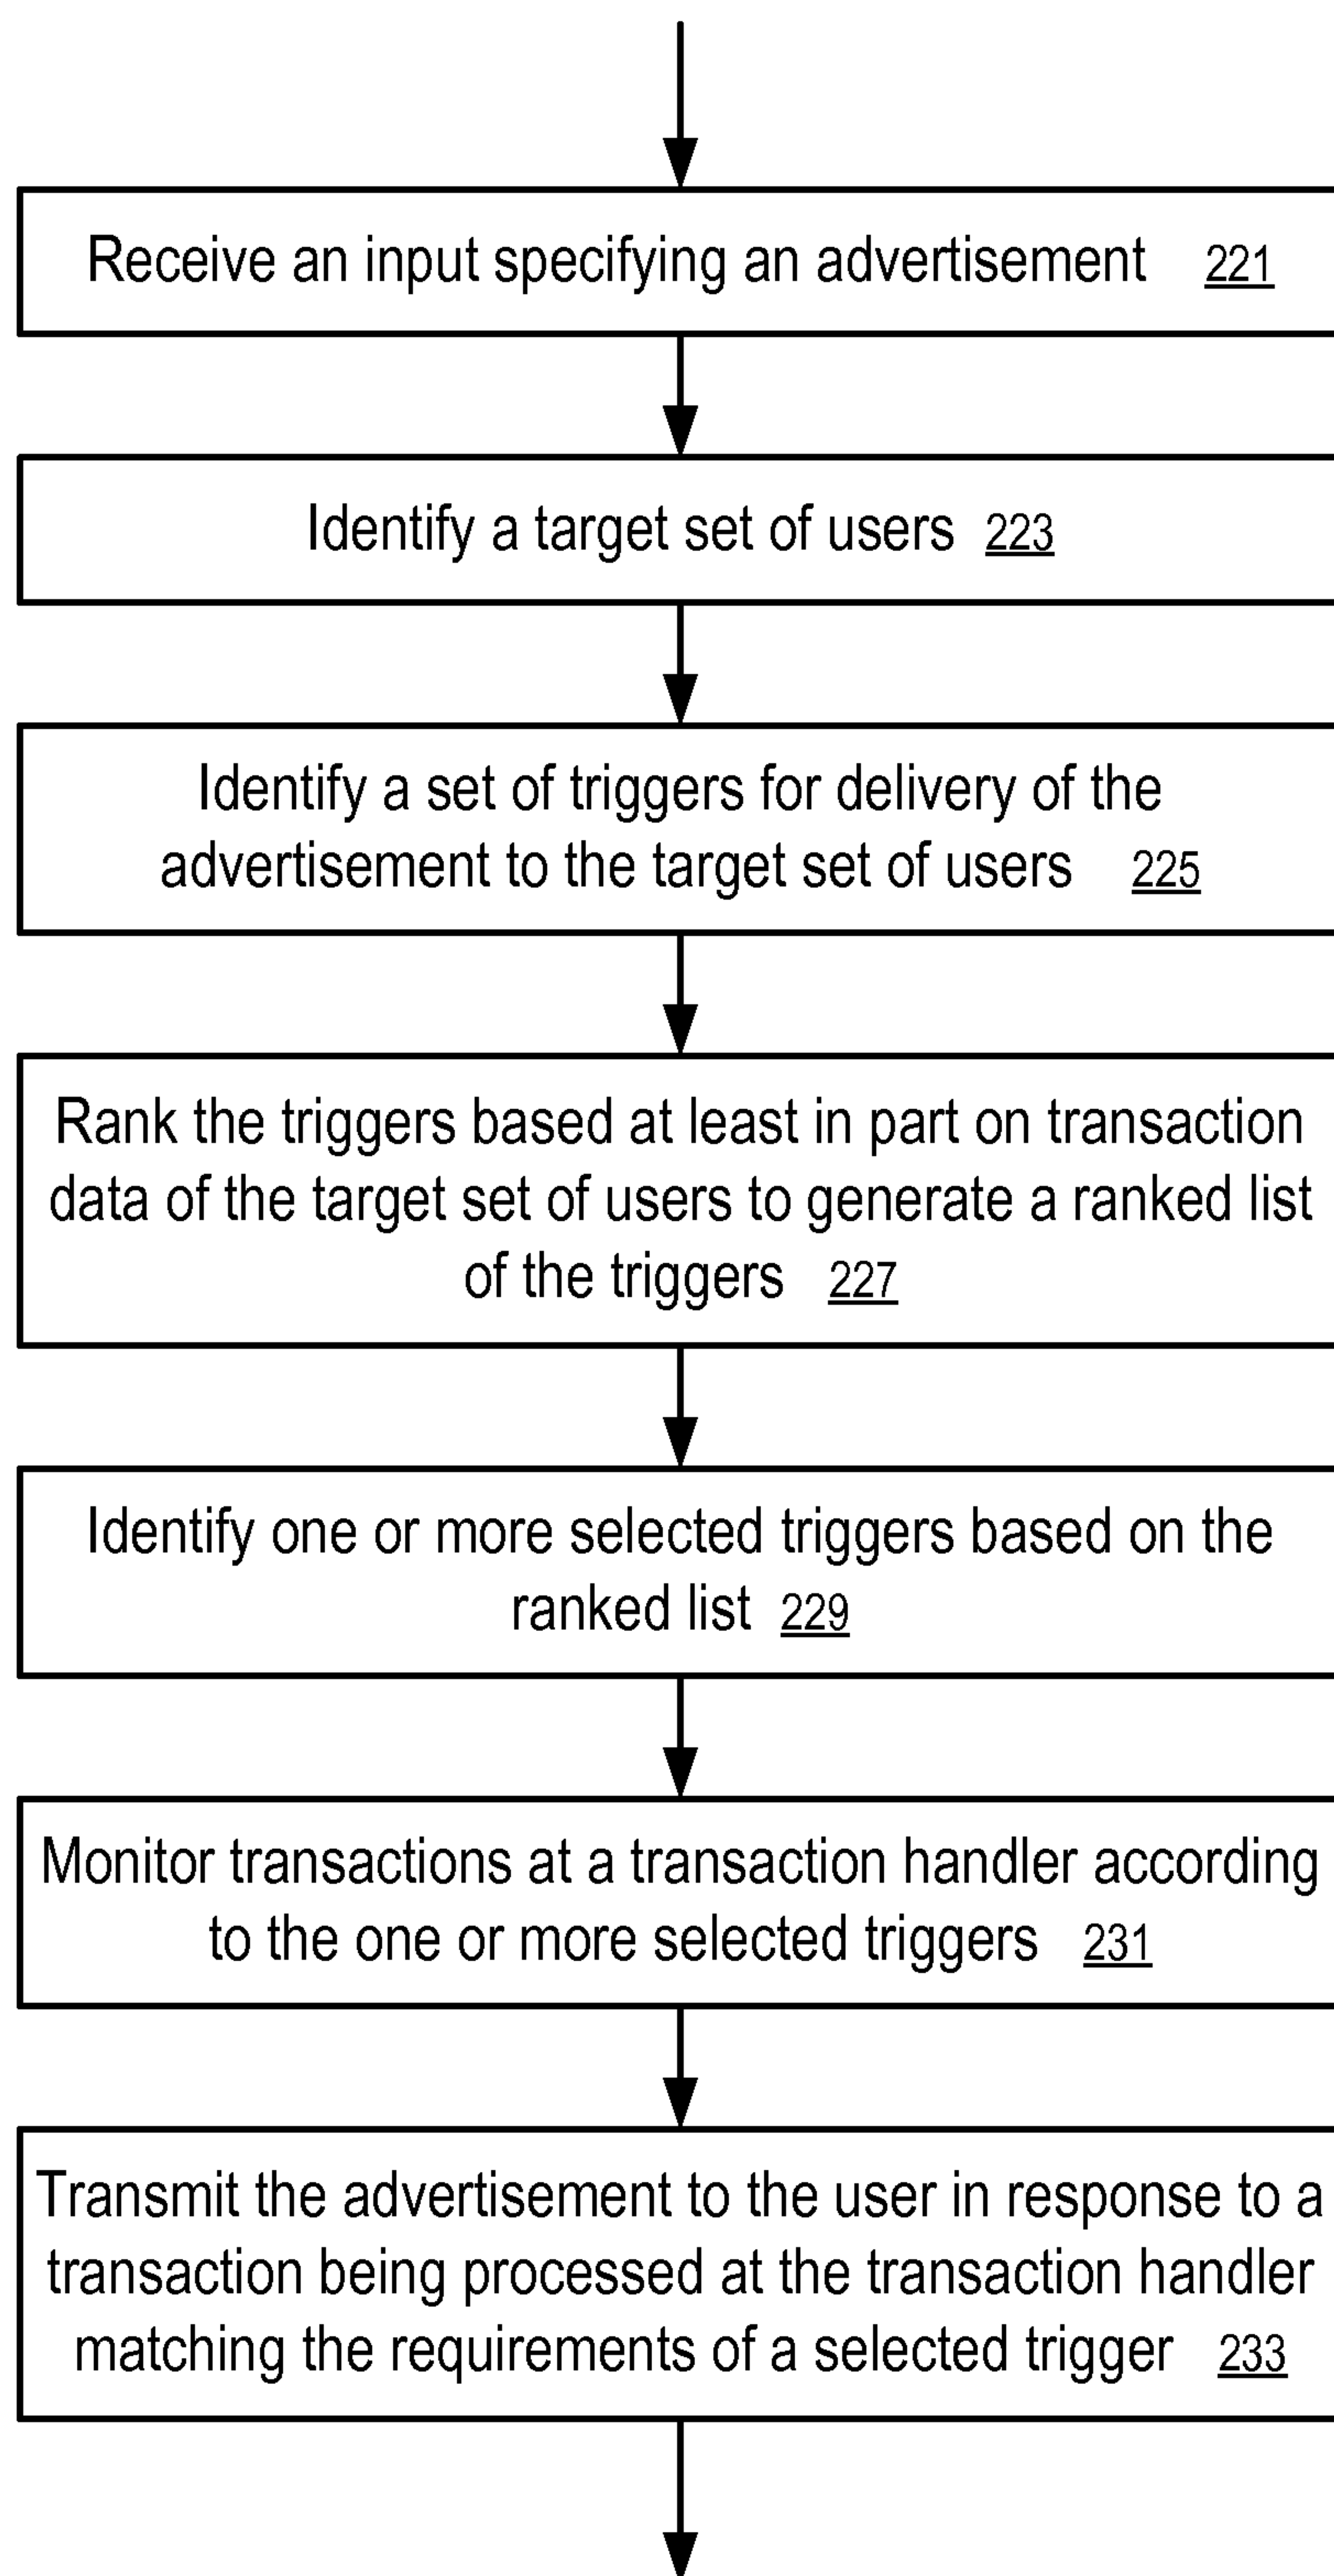 Receive an input specifying an advertisement 221
Identify a target set of users 223
Identify a set of triggers for delivery of the
advertisement to the target set of users 225
Rank the triggers based at least in part on transaction
data of the target set of users to generate a ranked list
of the triggers 227
Identify one or more selected triggers based on the
ranked list 229
Monitor transactions at a transaction handler according
to the one or more selected triggers 231
Transmit the advertisement to the user in response to a
transaction being processed at the transaction handler
matching the requirements of a selected trigger 233